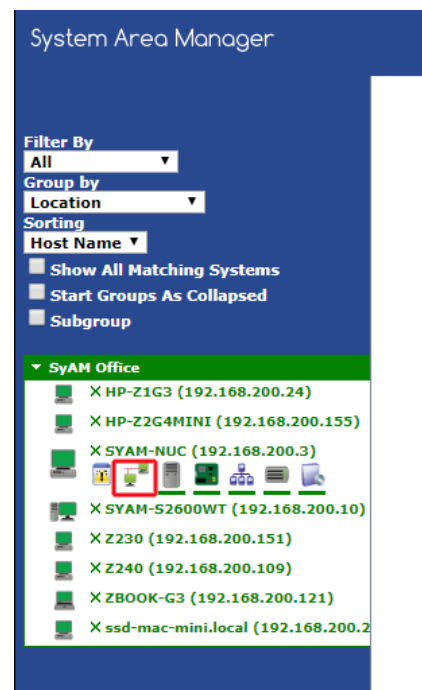 System Area Manager
Filter By
All
Group by
Location
Sorting
Host Name
Show All Matching Systems
Start Groups As Collapsed
Subgroup
SyAM Office
HP-Z1G3 (192.168.200.24)
HP-Z2G4MINI (192.168.200.155)
SYAM-NUC (192.168.200.3)
SYAM-S2600WT (192.168.200.10)
Z230 (192.168.200.151)
Z240 (192.168.200.109)
ZBOOK-G3 (192.168.200.121)
ssd-mac-mini.local (192.168.200.2